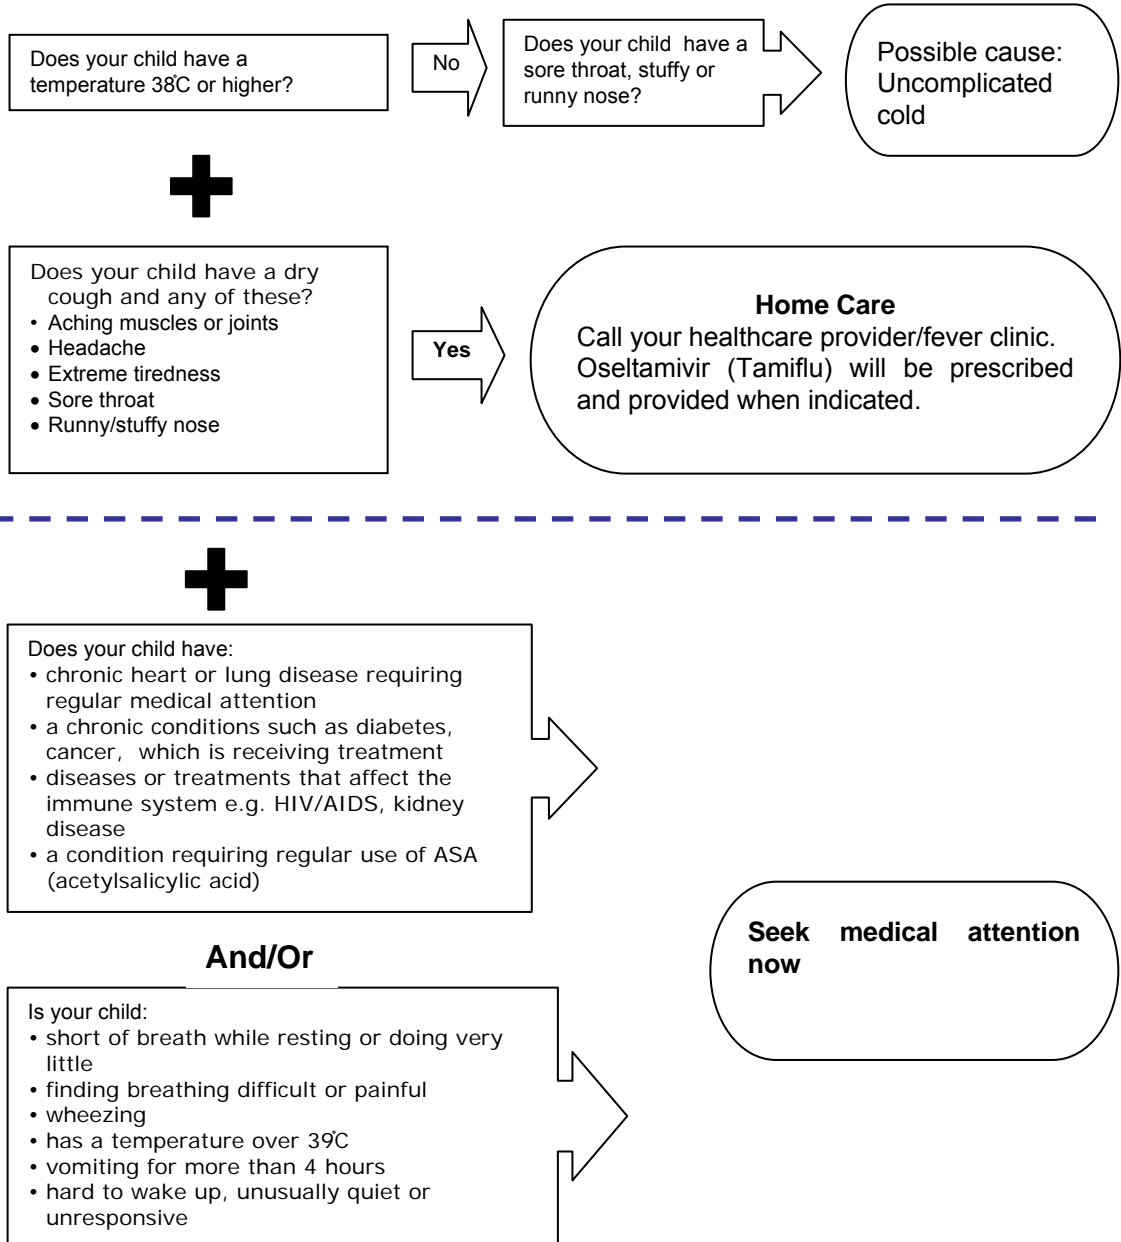 Does your child have a
temperature 38°C or higher?
No
Does your child have a
sore throat, stuffy or
runny nose?
Possible cause:
Uncomplicated
cold
Does your child have a dry
cough and any of these?
• Aching muscles or joints
• Headache
• Extreme tiredness
• Sore throat
• Runny/stuffy nose
Yes
Home Care
Call your healthcare provider/fever clinic.
Oseltamivir (Tamiflu) will be prescribed
and provided when indicated.
Does your child have:
• chronic heart or lung disease requiring
regular medical attention
• a chronic conditions such as diabetes,
cancer, which is receiving treatment
• diseases or treatments that affect the
immune system e.g. HIV/AIDS, kidney
disease
• a condition requiring regular use of ASA
(acetylsalicylic acid)
And/Or
Is your child:
• short of breath while resting or doing very
little
• finding breathing difficult or painful
• wheezing
• has a temperature over 39°C
• vomiting for more than 4 hours
• hard to wake up, unusually quiet or
unresponsive
Seek medical attention
now